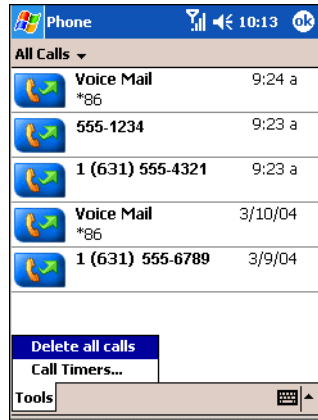 Phone 10:13 ok
All Calls
Voice Mail 9:24 a
*86
555-1234 9:23 a
1 (631) 555-4321 9:23 a
Voice Mail 3/10/04
*86
1 (631) 555-6789 3/9/04
Delete all calls
Call Timers...
Tools